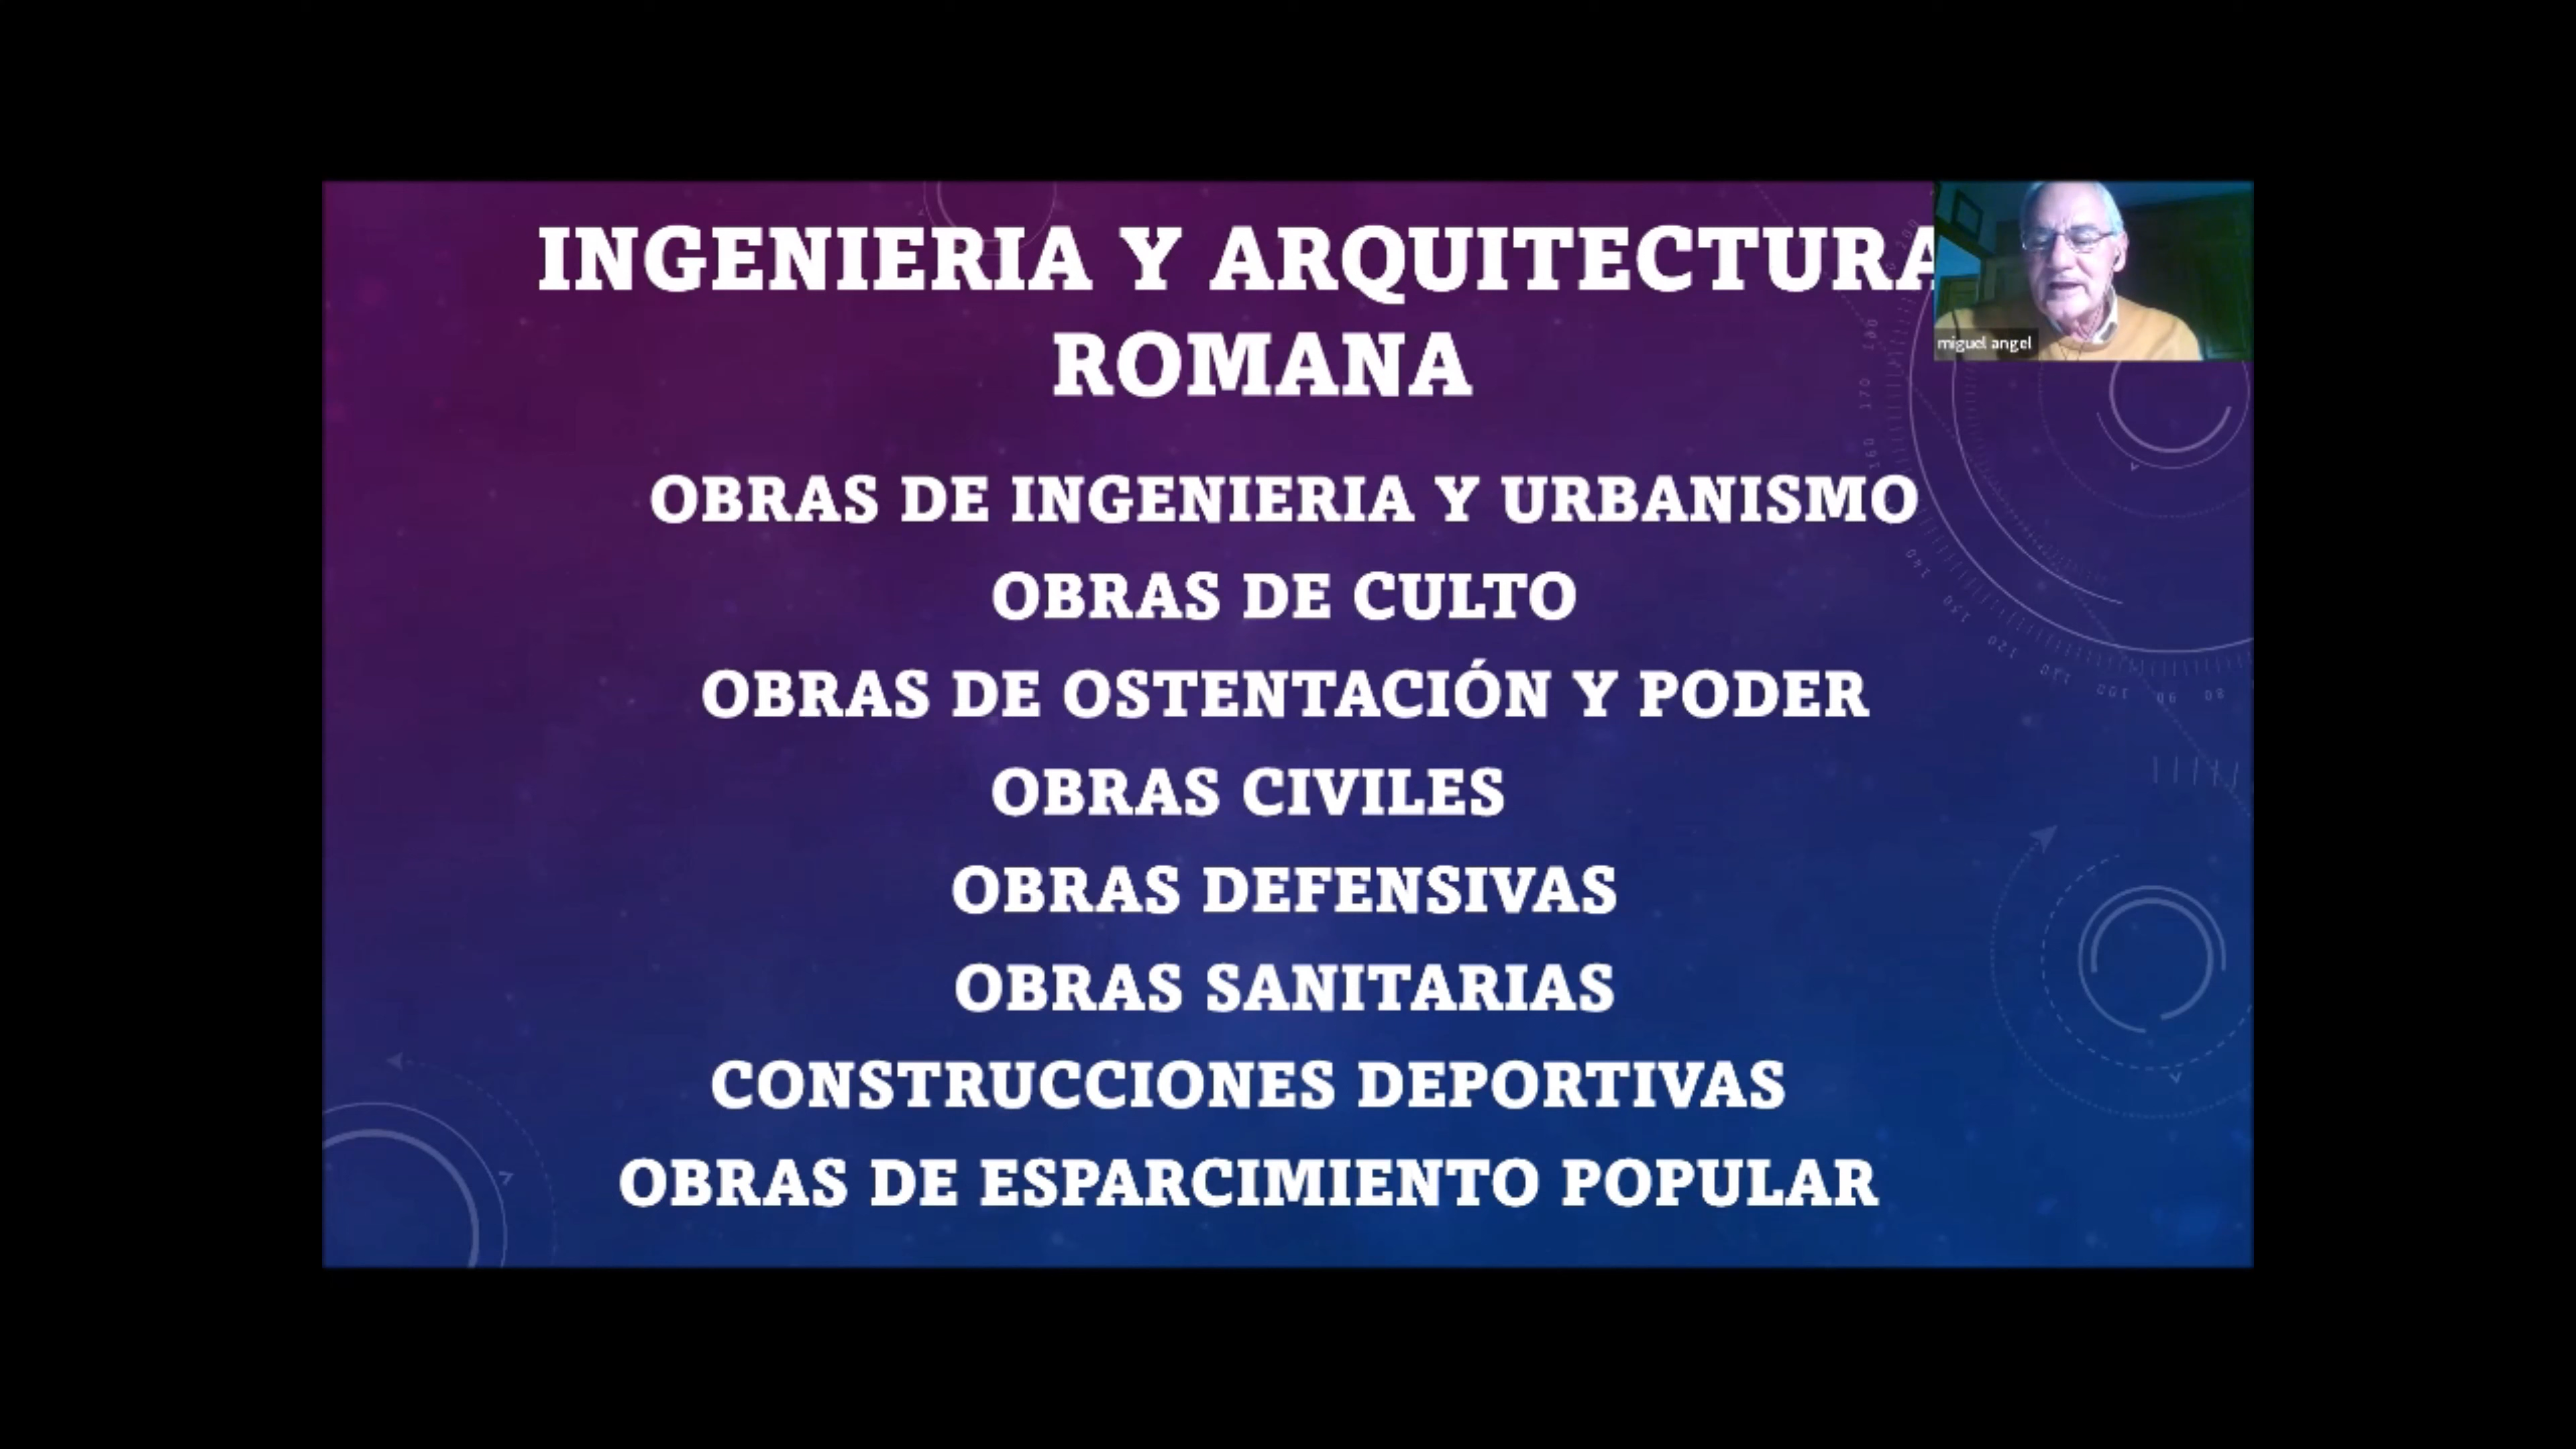 INGENIERIA Y ARQUITECTURA
ROMANA
miguel angel
OBRAS DE INGENIERIA Y URBANISMO
OBRAS DE CULTO
OBRAS DE OSTENTACIÓN Y PODER
OBRAS CIVILES
OBRAS DEFENSIVAS
OBRAS SANITARIAS
CONSTRUCCIONES DEPORTIVAS
OBRAS DE ESPARCIMIENTO POPULAR